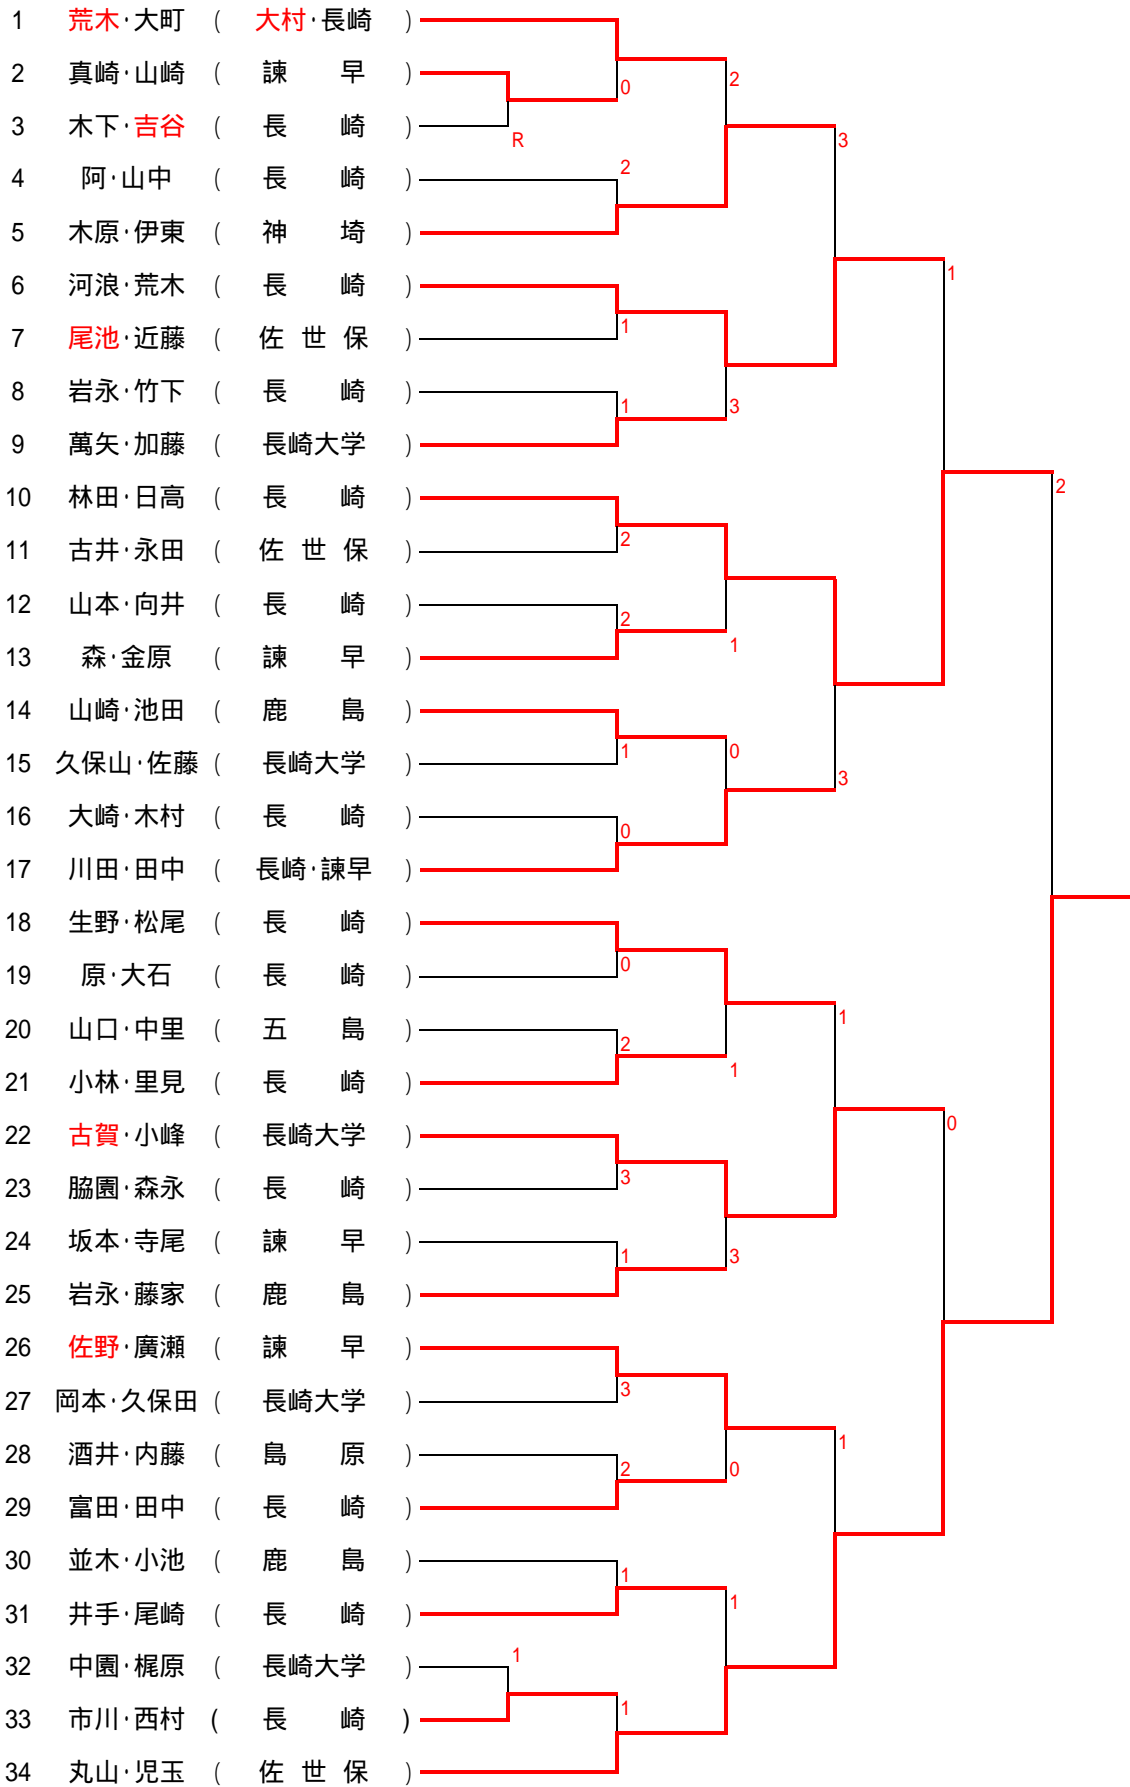 1 荒木・大町 ( 大村・長崎 )
2 真崎・山崎 ( 諫 早 )
0
2
3 木下・吉谷 ( 長 崎 )
R
3
4 阿・山中 ( 長 崎 )
2
5 木原・伊東 ( 神 埼 )
6 河浪・荒木 ( 長 崎 )
1
7 尾池・近藤 ( 佐 世 保 )
1
8 岩永・竹下 ( 長 崎 )
1
3
9 萬矢・加藤 ( 長崎大学 )
10 林田・日高 ( 長 崎 )
2
11 古井・永田 ( 佐 世 保 )
2
12 山本・向井 ( 長 崎 )
2
13 森・金原 ( 諫 早 )
1
14 山崎・池田 ( 鹿 島 )
15 久保山・佐藤 ( 長崎大学 )
1
0
3
16 大崎・木村 ( 長 崎 )
0
17 川田・田中 ( 長崎・諫早 )
18 生野・松尾 ( 長 崎 )
19 原・大石 ( 長 崎 )
0
1
20 山口・中里 ( 五 島 )
2
21 小林・里見 ( 長 崎 )
1
22 古賀・小峰 ( 長崎大学 )
0
23 脇園・森永 ( 長 崎 )
3
24 坂本・寺尾 ( 諫 早 )
1
3
25 岩永・藤家 ( 鹿 島 )
26 佐野・廣瀬 ( 諫 早 )
27 岡本・久保田 ( 長崎大学 )
3
1
28 酒井・内藤 ( 島 原 )
2
0
29 富田・田中 ( 長 崎 )
30 並木・小池 ( 鹿 島 )
1
31 井手・尾崎 ( 長 崎 )
1
32 中園・梶原 ( 長崎大学 )
1
33 市川・西村 ( 長 崎 )
1
34 丸山・児玉 ( 佐 世 保 )